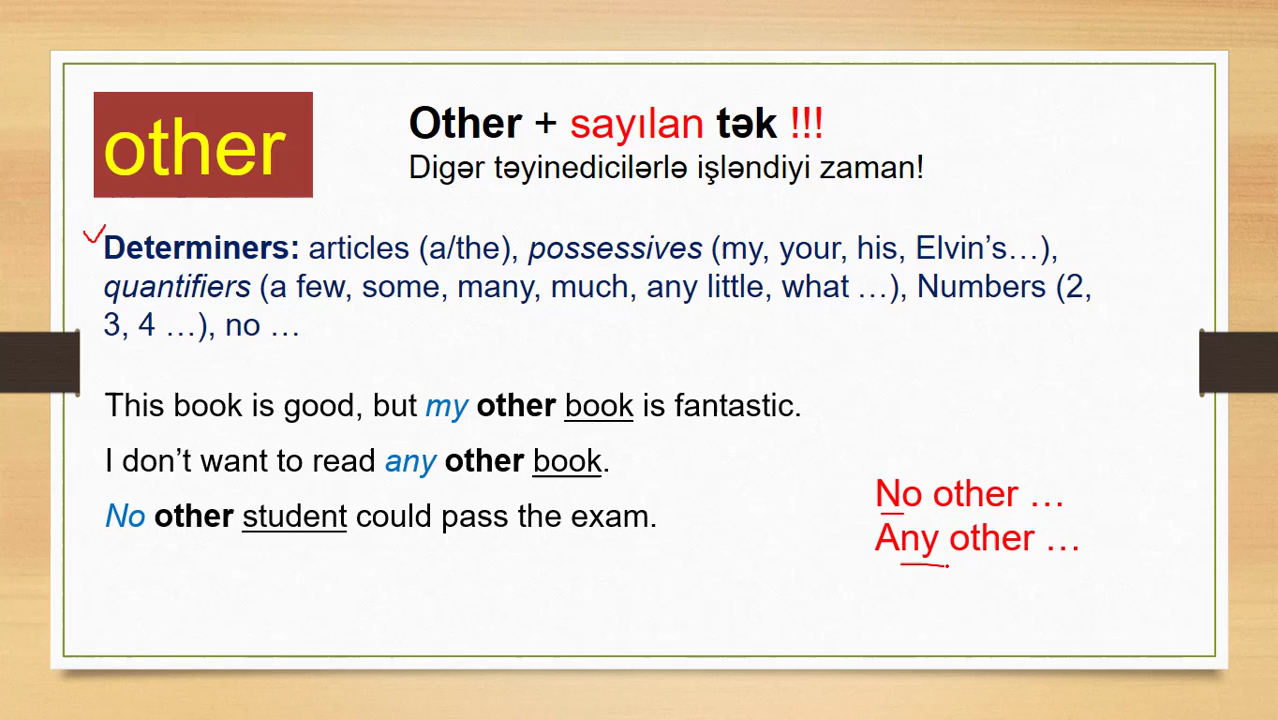 other
Other + sayılan tək !!!
Digər təyinedicilərlə işləndiyi zaman!
Determiners: articles (a/the), possessives (my, your, his, Elvin’s…),
quantifiers (a few, some, many, much, any little, what …), Numbers (2,
3, 4 …), no …
This book is good, but my other book is fantastic.
I don’t want to read any other book.
No other student could pass the exam.
No other …
Any other …